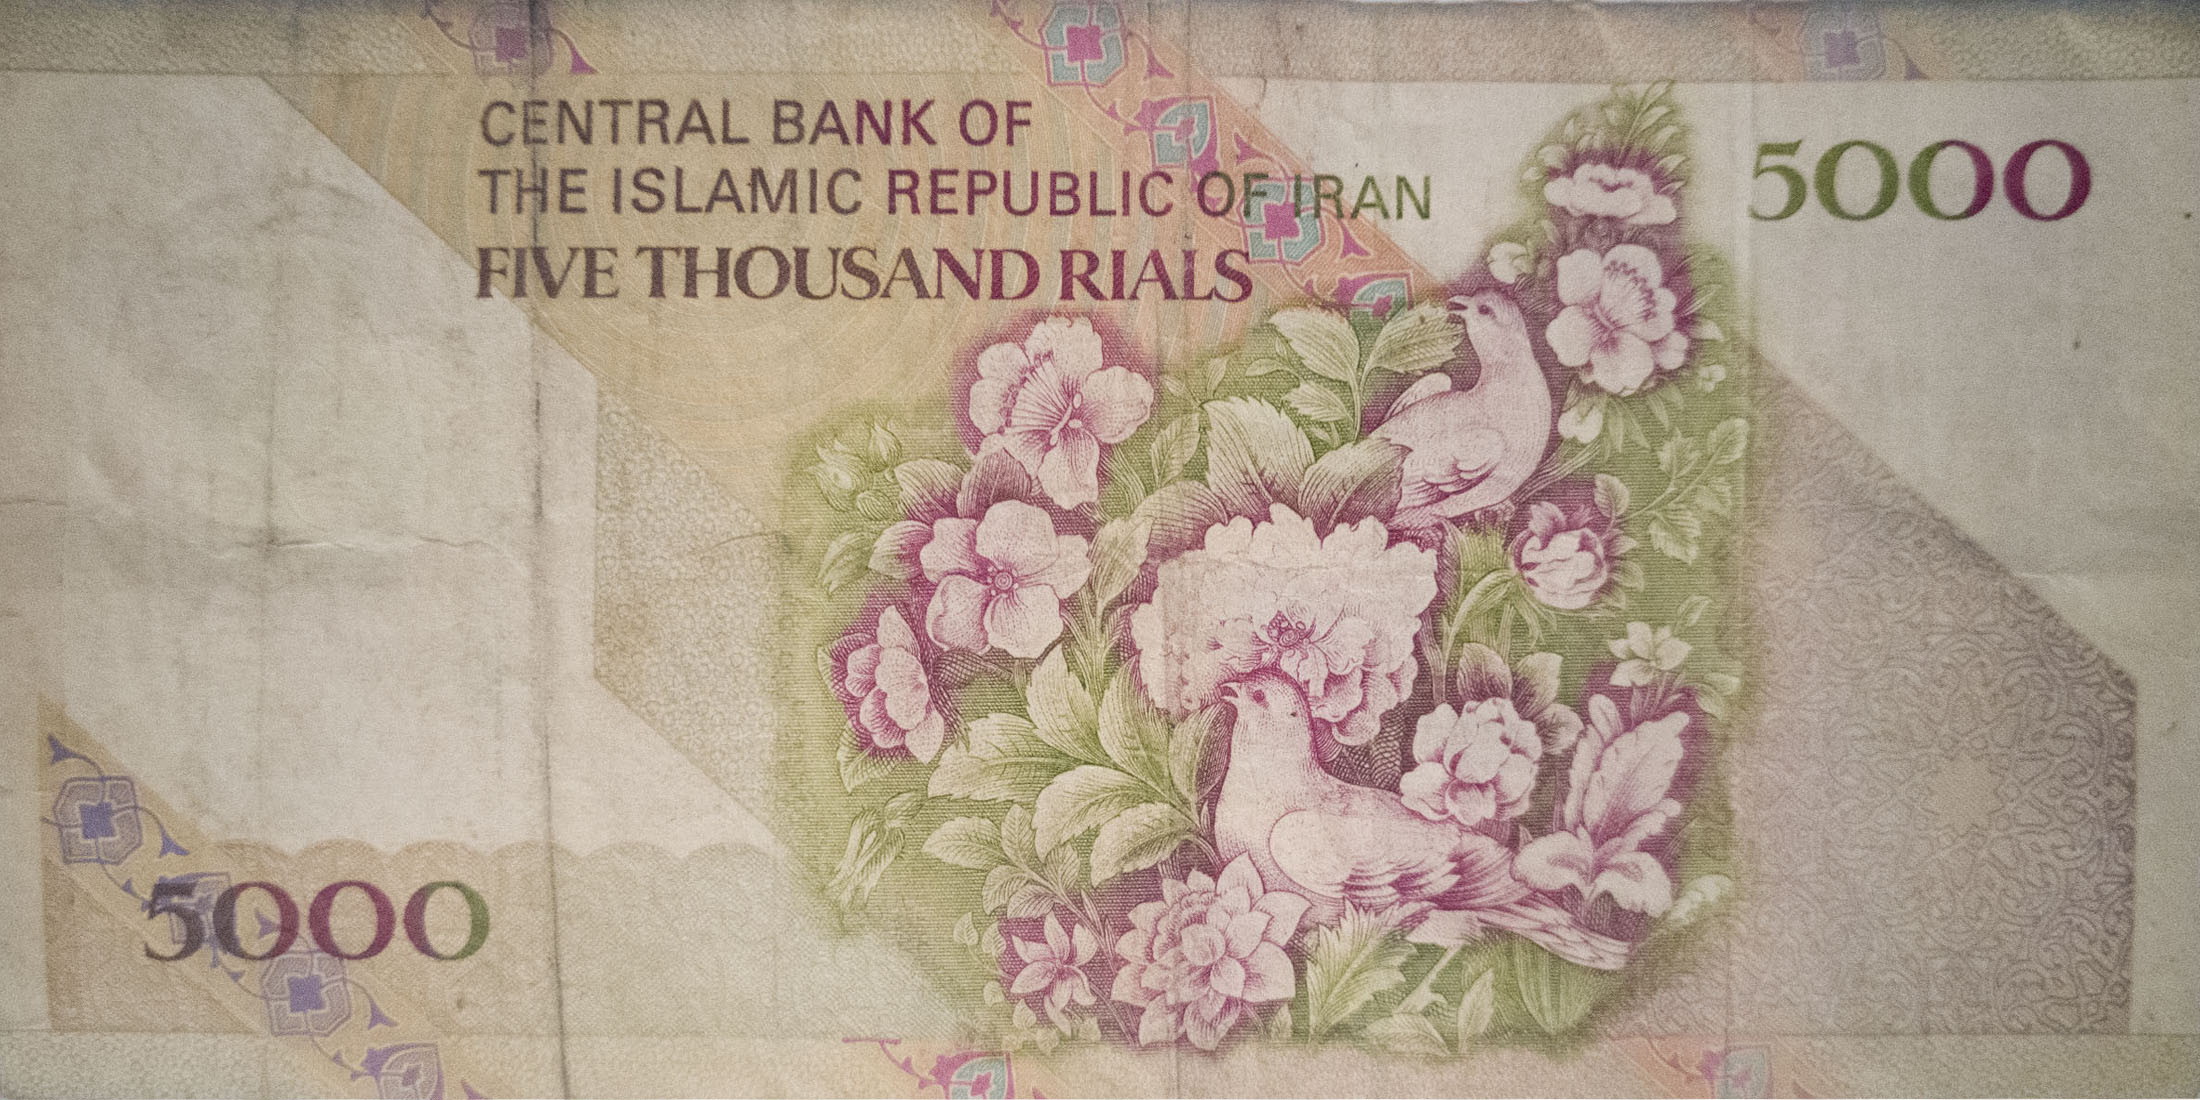 CENTRAL BANK OF
THE ISLAMIC REPUBLIC OF IRAN
FIVE THOUSAND RIALS
5000
5000